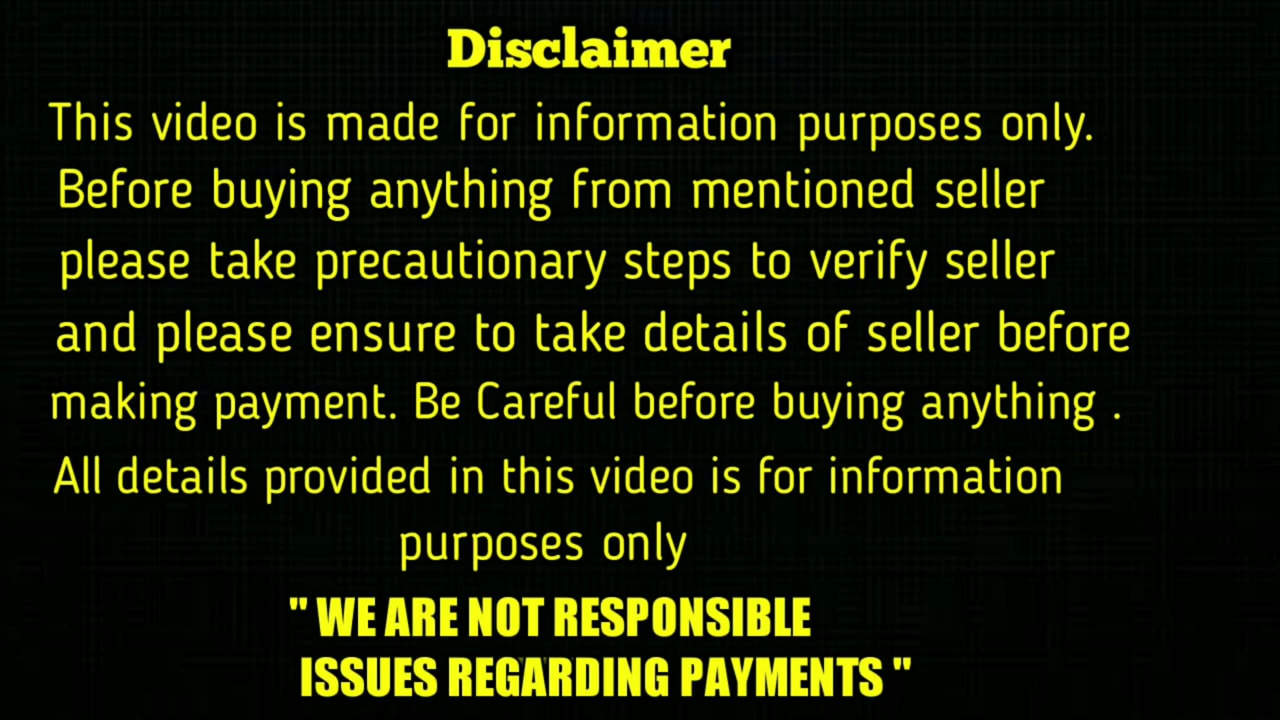 Disclaimer
This video is made for information purposes only.
Before buying anything from mentioned seller
please take precautionary steps to verify seller
and please ensure to take details of seller before
making payment. Be Careful before buying anything .
All details provided in this video is for information
purposes only
" WE ARE NOT RESPONSIBLE
ISSUES REGARDING PAYMENTS "